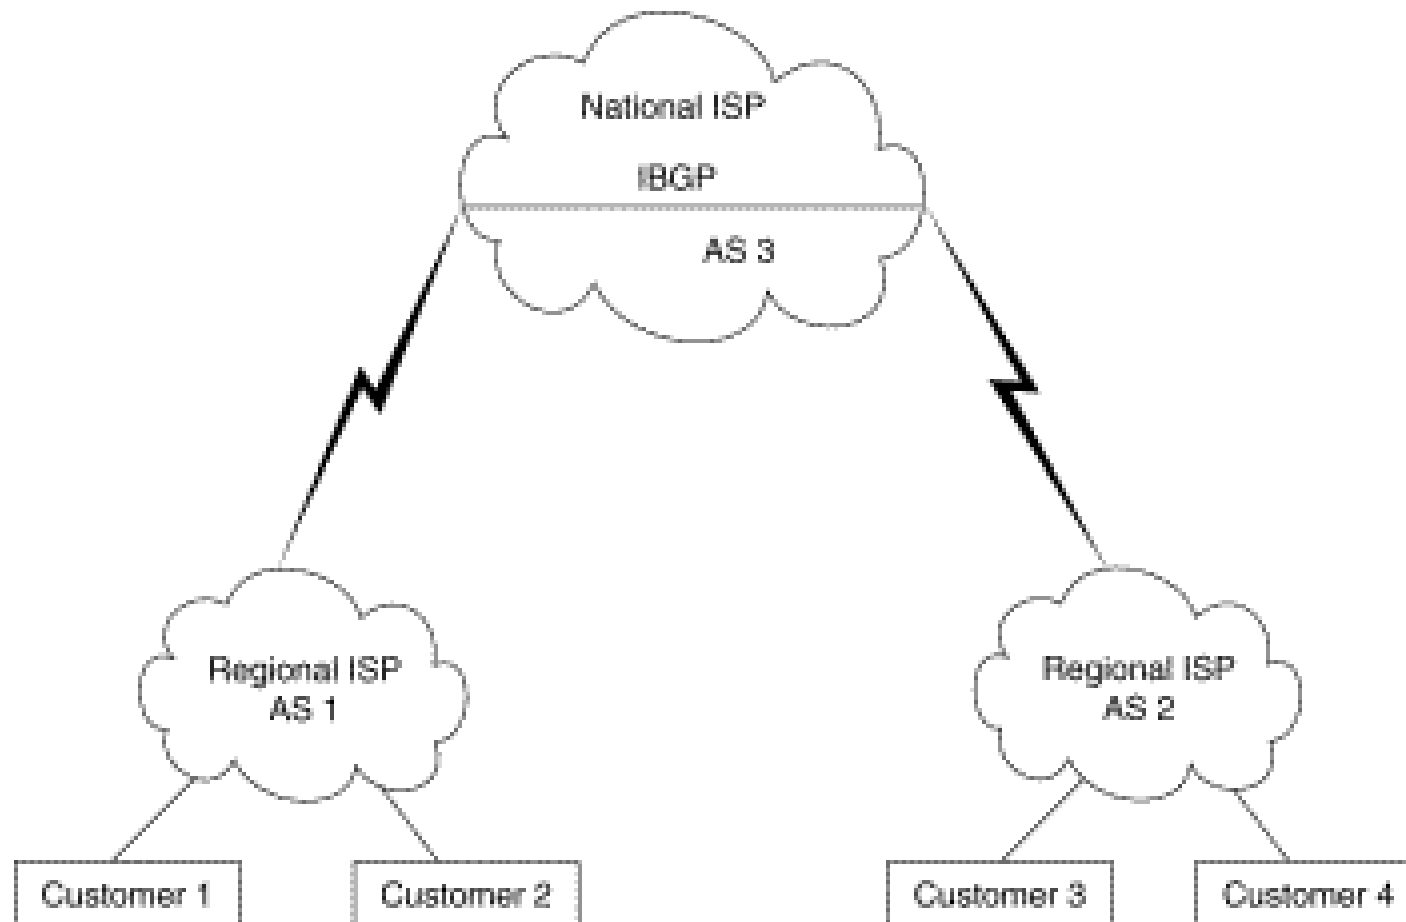 National ISP
IBGP
AS 3
Regional ISP
AS 1
Regional ISP
AS 2
Customer 1
Customer 2
Customer 3
Customer 4